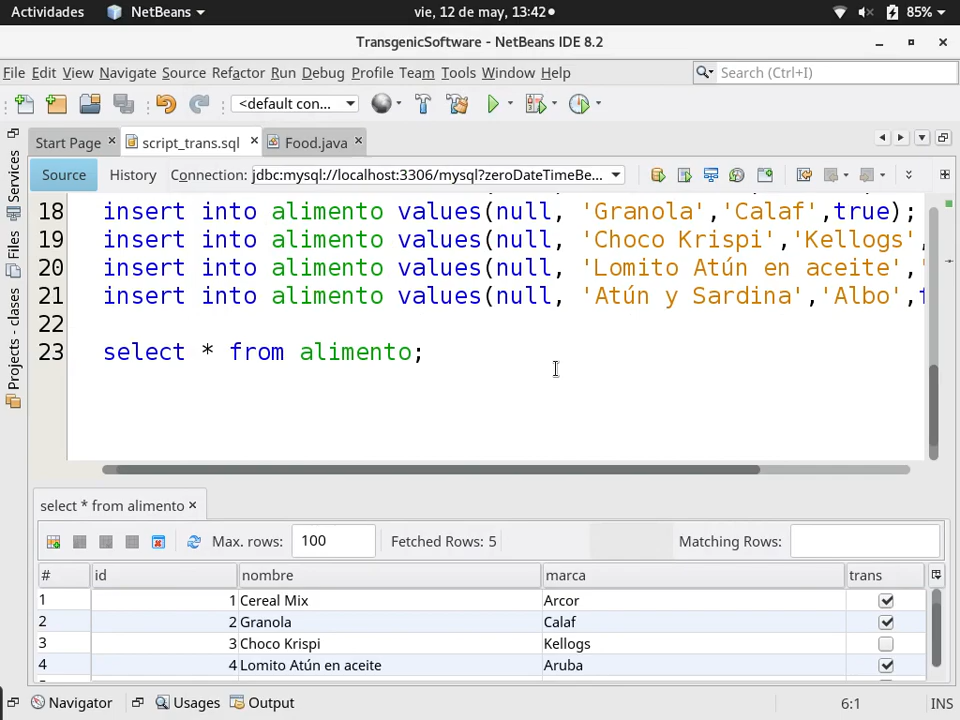 Actividades NetBeans vie, 12 de may, 13:42 85%
TransgenicSoftware - NetBeans IDE 8.2
File Edit View Navigate Source Refactor Run Debug Profile Team Tools Window Help Search (Ctrl+I)
<default con...
Start Page script_trans.sql Food.java
Source History Connection: jdbc:mysql://localhost:3306/mysql?zeroDateTimeBe...
Services
Files
Projects - clases
18 insert into alimento values(null, 'Granola','Calaf',true);
19 insert into alimento values(null, 'Choco Krispi','Kellogs',
20 insert into alimento values(null, 'Lomito Atún en aceite','
21 insert into alimento values(null, 'Atún y Sardina','Albo',f
22
23 select * from alimento;
select * from alimento
Max. rows: 100 Fetched Rows: 5 Matching Rows:
# id nombre marca trans
1 1 Cereal Mix Arcor
2 2 Granola Calaf
3 3 Choco Krispi Kellogs
4 4 Lomito Atún en aceite Aruba
Navigator Usages Output 6:1 INS